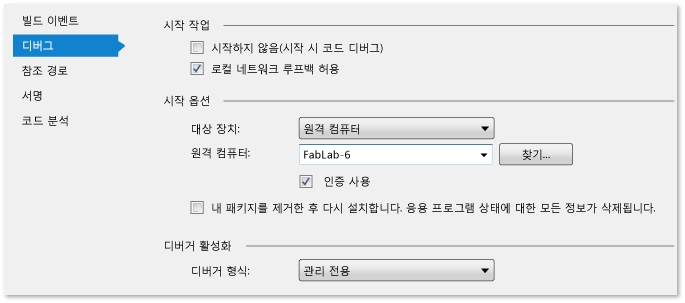 빌드 이벤트
디버그
참조 경로
서명
코드 분석
시작 작업
시작하지 않음(시작 시 코드 디버그)
로컬 네트워크 루프백 허용
시작 옵션
대상 장치: 원격 컴퓨터
원격 컴퓨터: FabLab-6 찾기...
인증 사용
내 패키지를 제거한 후 다시 설치합니다. 응용 프로그램 상태에 대한 모든 정보가 삭제됩니다.
디버거 활성화
디버거 형식: 관리 전용